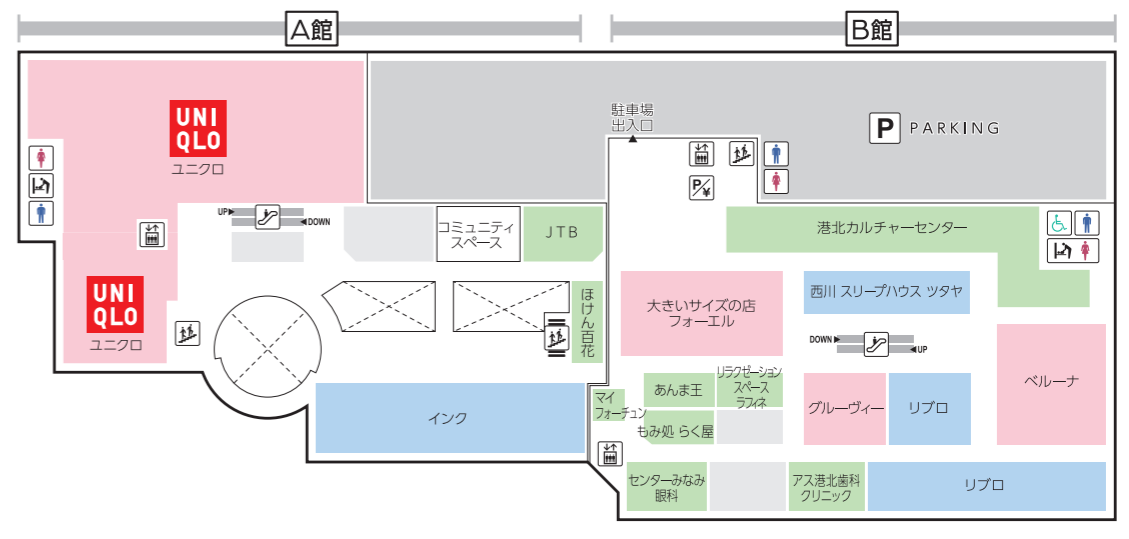 A館
B館
UNI
QLO
ユニクロ
駐車場
出入口
P PARKING
P/¥
UP
DOWN
コミュニティ
スペース
JTB
港北カルチャーセンター
UNI
QLO
ユニクロ
ほけん百花
大きいサイズの店
フォーエル
西川 スリープハウス ツタヤ
DOWN
UP
インク
マイ
フォーチュン
あんま王
リラクゼーション
スペース
ラフィネ
グルーヴィー
リブロ
ベルーナ
もみ処 らく屋
センターみなみ
眼科
アス港北歯科
クリニック
リブロ